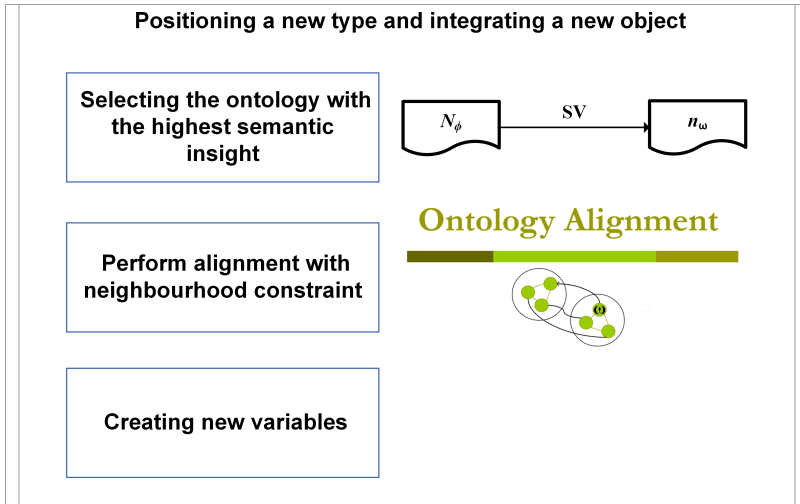 Positioning a new type and integrating a new object
Selecting the ontology with
the highest semantic
insight
Nϕ
SV
nω
Ontology Alignment
Perform alignment with
neighbourhood constraint
ω
Creating new variables